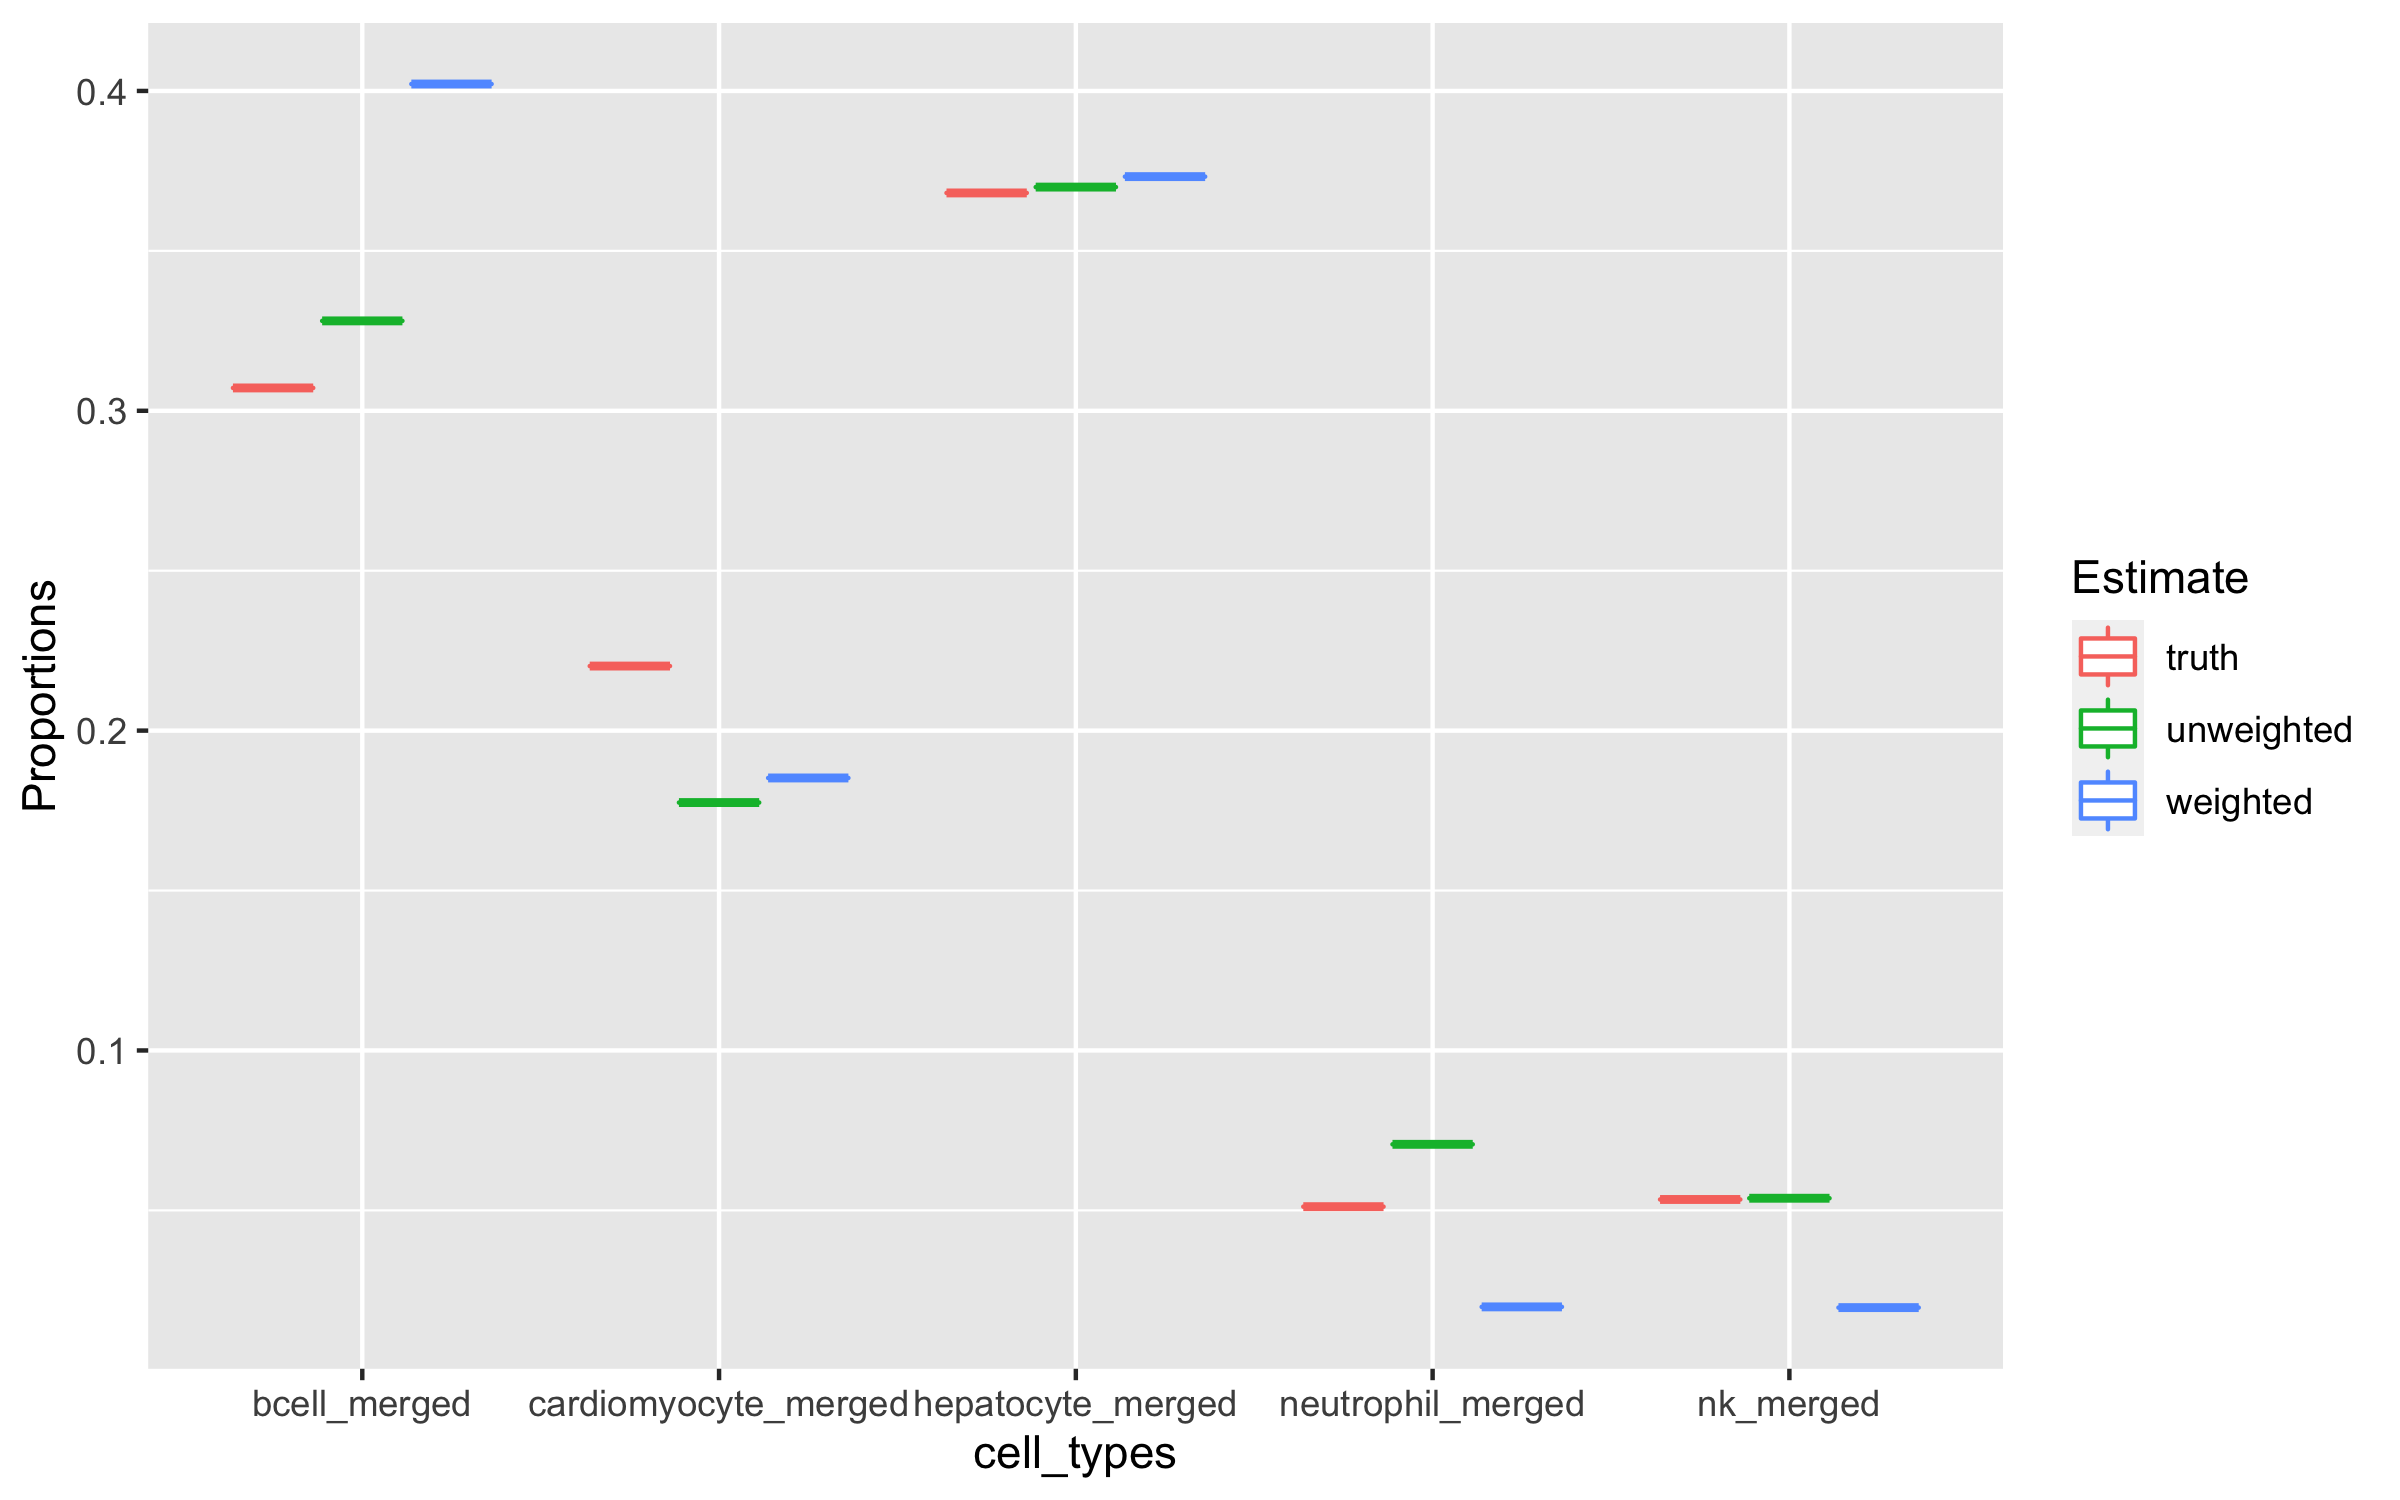 0.4
0.3
0.2
0.1
Proportions
bcell_merged
cardiomyocyte_merged
hepatocyte_merged
neutrophil_merged
nk_merged
cell_types
Estimate
truth
unweighted
weighted